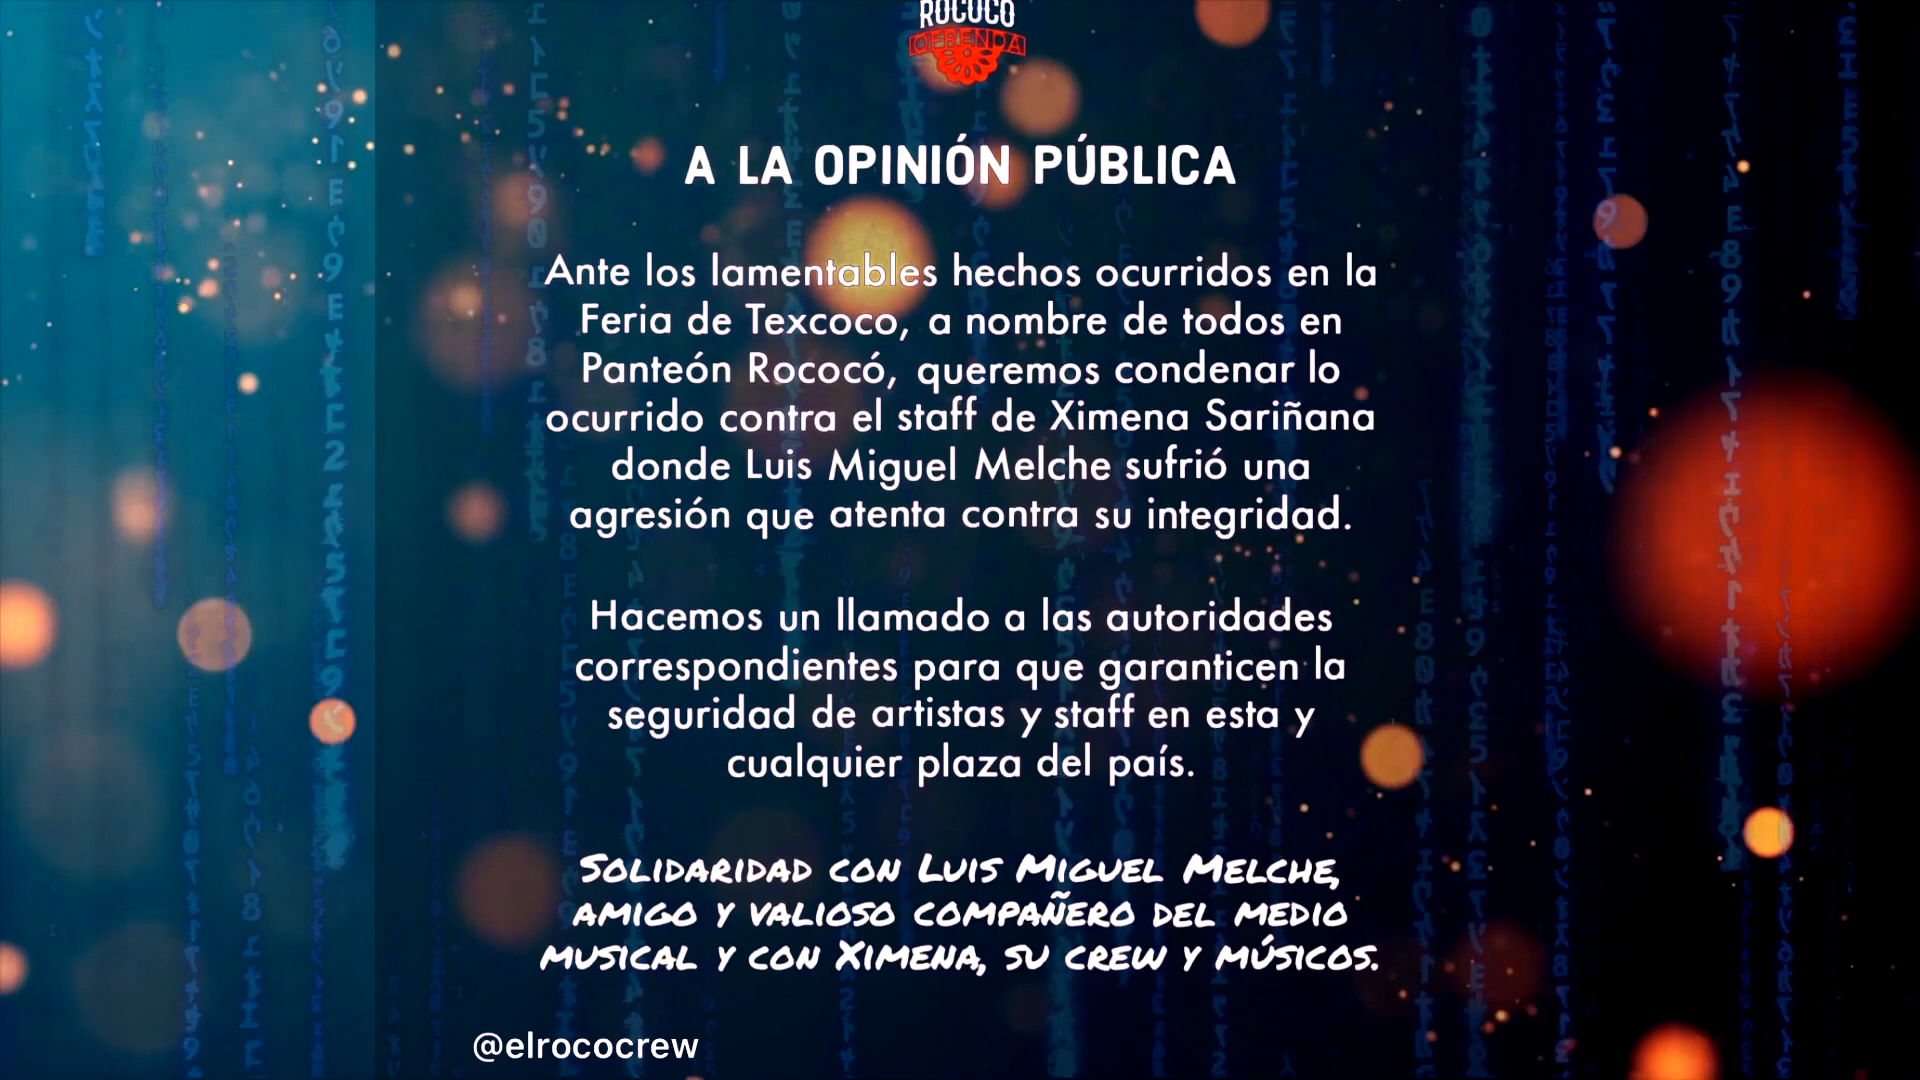 ROCOCO
OFRENDA
A LA OPINIÓN PÚBLICA
Ante los lamentables hechos ocurridos en la
Feria de Texcoco, a nombre de todos en
Panteón Rococó, queremos condenar lo
ocurrido contra el staff de Ximena Sariñana
donde Luis Miguel Melche sufrió una
agresión que atenta contra su integridad.
Hacemos un llamado a las autoridades
correspondientes para que garanticen la
seguridad de artistas y staff en esta y
cualquier plaza del país.
SOLIDARIDAD CON LUIS MIGUEL MELCHE,
AMIGO Y VALIOSO COMPAÑERO DEL MEDIO
MUSICAL Y CON XIMENA, SU CREW Y MÚSICOS.
@elrococrew